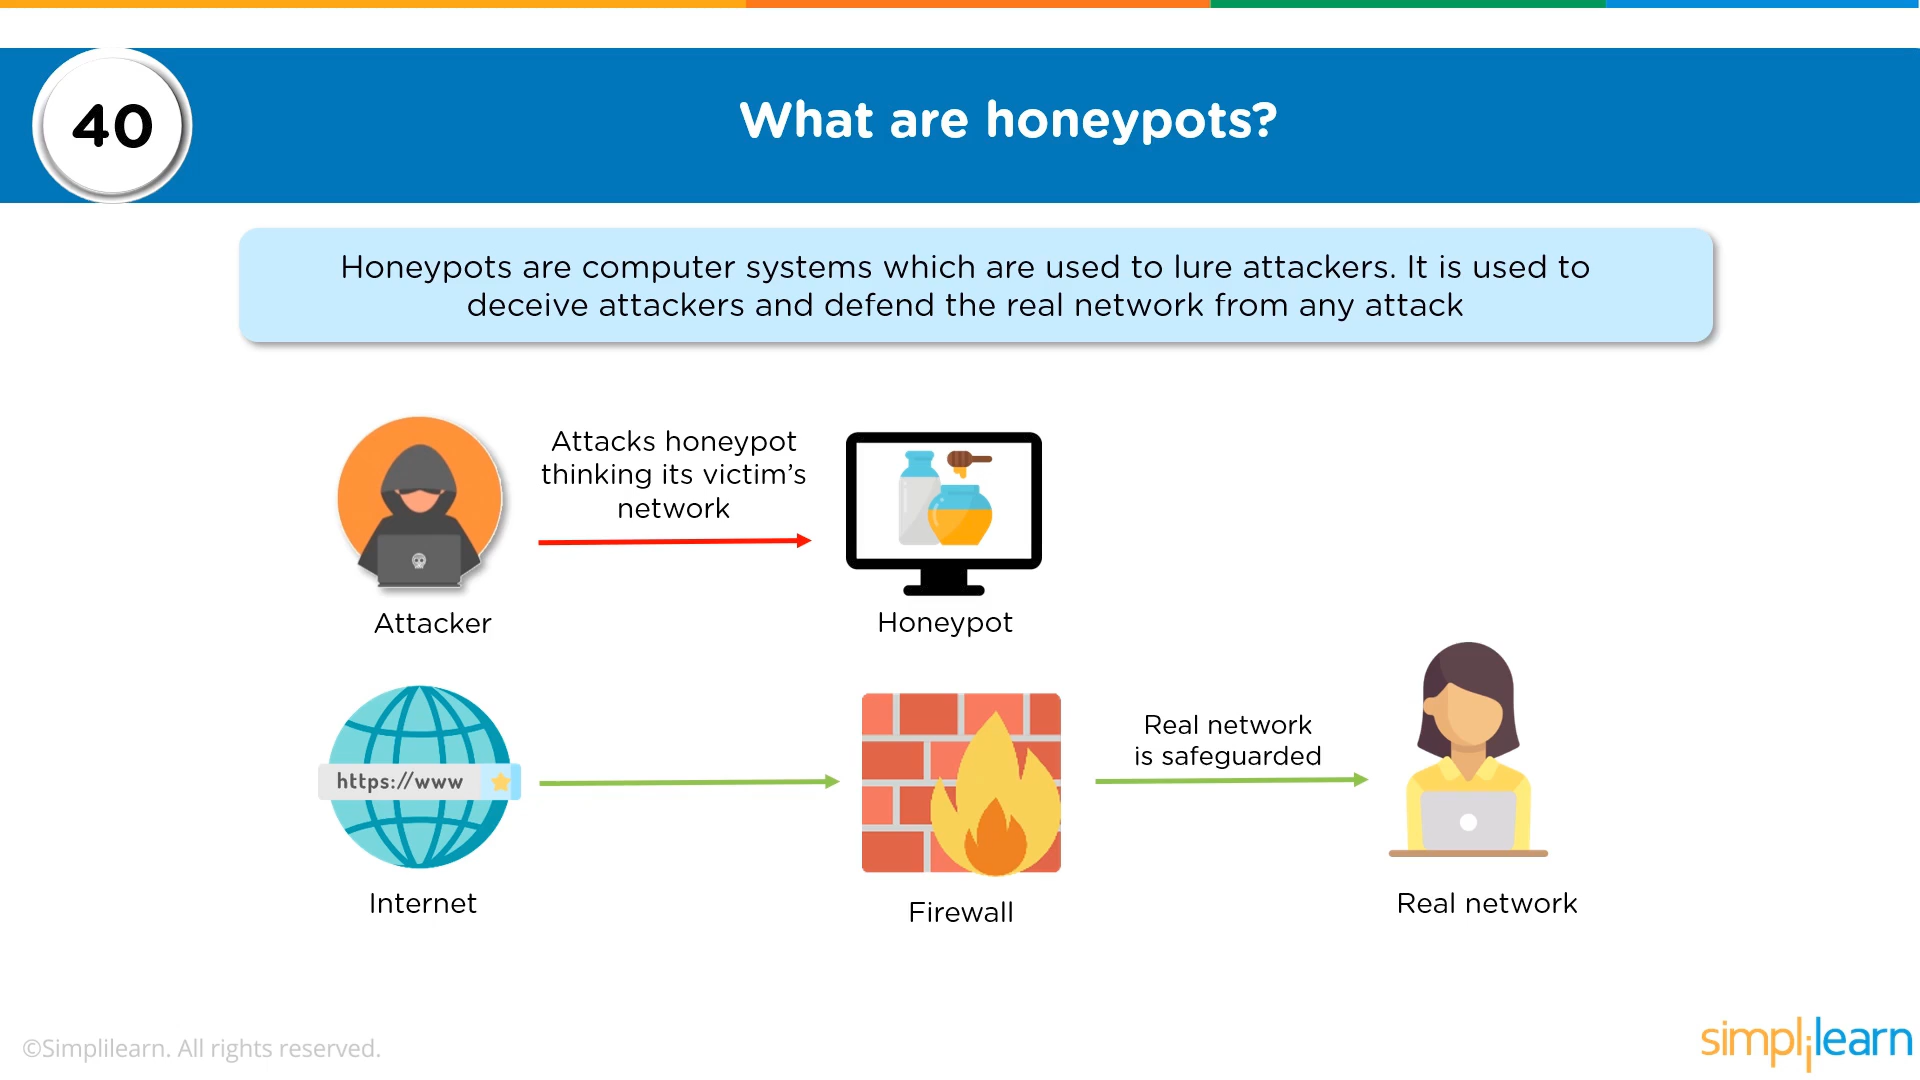 40
What are honeypots?
Honeypots are computer systems which are used to lure attackers. It is used to
deceive attackers and defend the real network from any attack
Attacks honeypot
thinking its victim's
network
Attacker
Honeypot
https://www
Real network
is safeguarded
Internet
Firewall
Real network
©Simplilearn. All rights reserved.
simplilearn